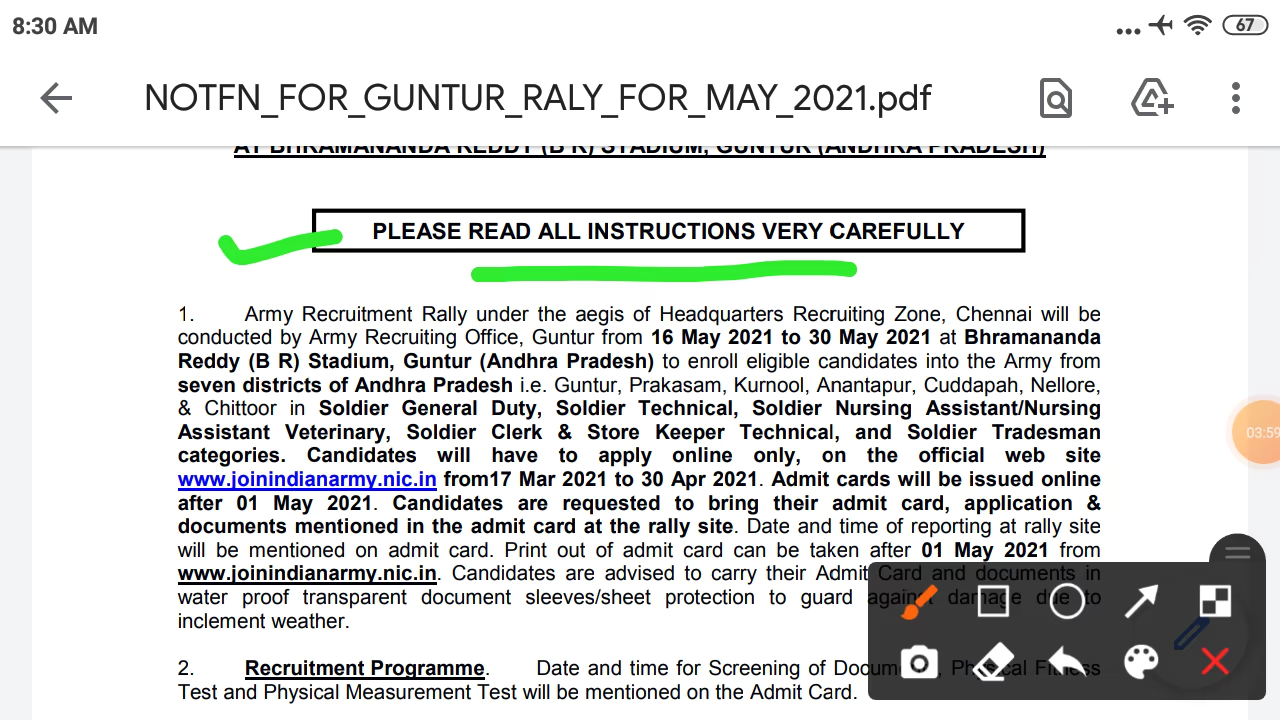 8:30 AM
67
NOTFN_FOR_GUNTUR_RALY_FOR_MAY_2021.pdf
AT BHRAMANANDA REDDY (B R) STADIUM, GUNTUR (ANDHRA PRADESH)
PLEASE READ ALL INSTRUCTIONS VERY CAREFULLY
1. Army Recruitment Rally under the aegis of Headquarters Recruiting Zone, Chennai will be
conducted by Army Recruiting Office, Guntur from 16 May 2021 to 30 May 2021 at Bhramananda
Reddy (B R) Stadium, Guntur (Andhra Pradesh) to enroll eligible candidates into the Army from
seven districts of Andhra Pradesh i.e. Guntur, Prakasam, Kurnool, Anantapur, Cuddapah, Nellore,
& Chittoor in Soldier General Duty, Soldier Technical, Soldier Nursing Assistant/Nursing
Assistant Veterinary, Soldier Clerk & Store Keeper Technical, and Soldier Tradesman
categories. Candidates will have to apply online only, on the official web site
03:59
www.joinindianarmy.nic.in from17 Mar 2021 to 30 Apr 2021. Admit cards will be issued online
after 01 May 2021. Candidates are requested to bring their admit card, application &
documents mentioned in the admit card at the rally site. Date and time of reporting at rally site
will be mentioned on admit card. Print out of admit card can be taken after 01 May 2021 from
www.joinindianarmy.nic.in. Candidates are advised to carry their Admit Card and documents in
water proof transparent document sleeves/sheet protection to guard against damage due to
inclement weather.
2. Recruitment Programme. Date and time for Screening of Docum Physical Fitness
Test and Physical Measurement Test will be mentioned on the Admit Card.